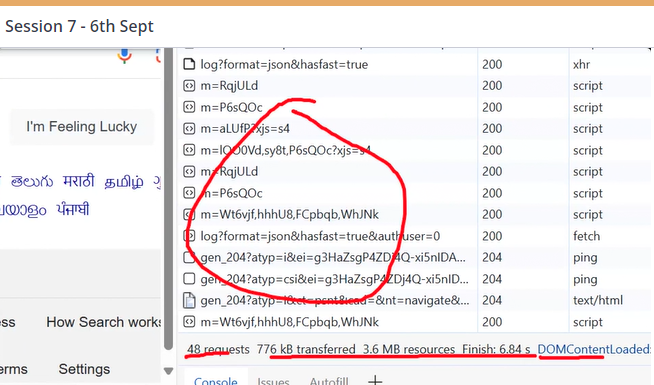 Session 7 - 6th Sept
I'm Feeling Lucky
తెలుగు मराठी தமிழ்
ਪੰਜਾਬੀ
How Search works
Settings
log?format=json&hasfast=true 200 xhr
m=RqjULd 200 script
m=P6sQOc 200 script
m=aLUfP?xjs=s4 200 script
m=lOO0Vd,sy8t,P6sQOc?xjs=s4 200 script
m=RqjULd 200 script
m=P6sQOc 200 script
m=Wt6vjf,hhhU8,FCpbqb,WhJNk 200 script
log?format=json&hasfast=true&authuser=0 200 fetch
gen_204?atyp=i&ei=g3HaZsgP4ZDj4Q-xi5nIDA... 204 ping
gen_204?atyp=csi&ei=g3HaZsgP4ZDj4Q-xi5nID... 204 ping
gen_204?atyp=i&ct=psnt&cad=&nt=navigate&... 204 text/html
m=Wt6vjf,hhhU8,FCpbqb,WhJNk 200 script
48 requests 776 kB transferred 3.6 MB resources Finish: 6.84 s DOMContentLoaded:
Console Issues Autofill